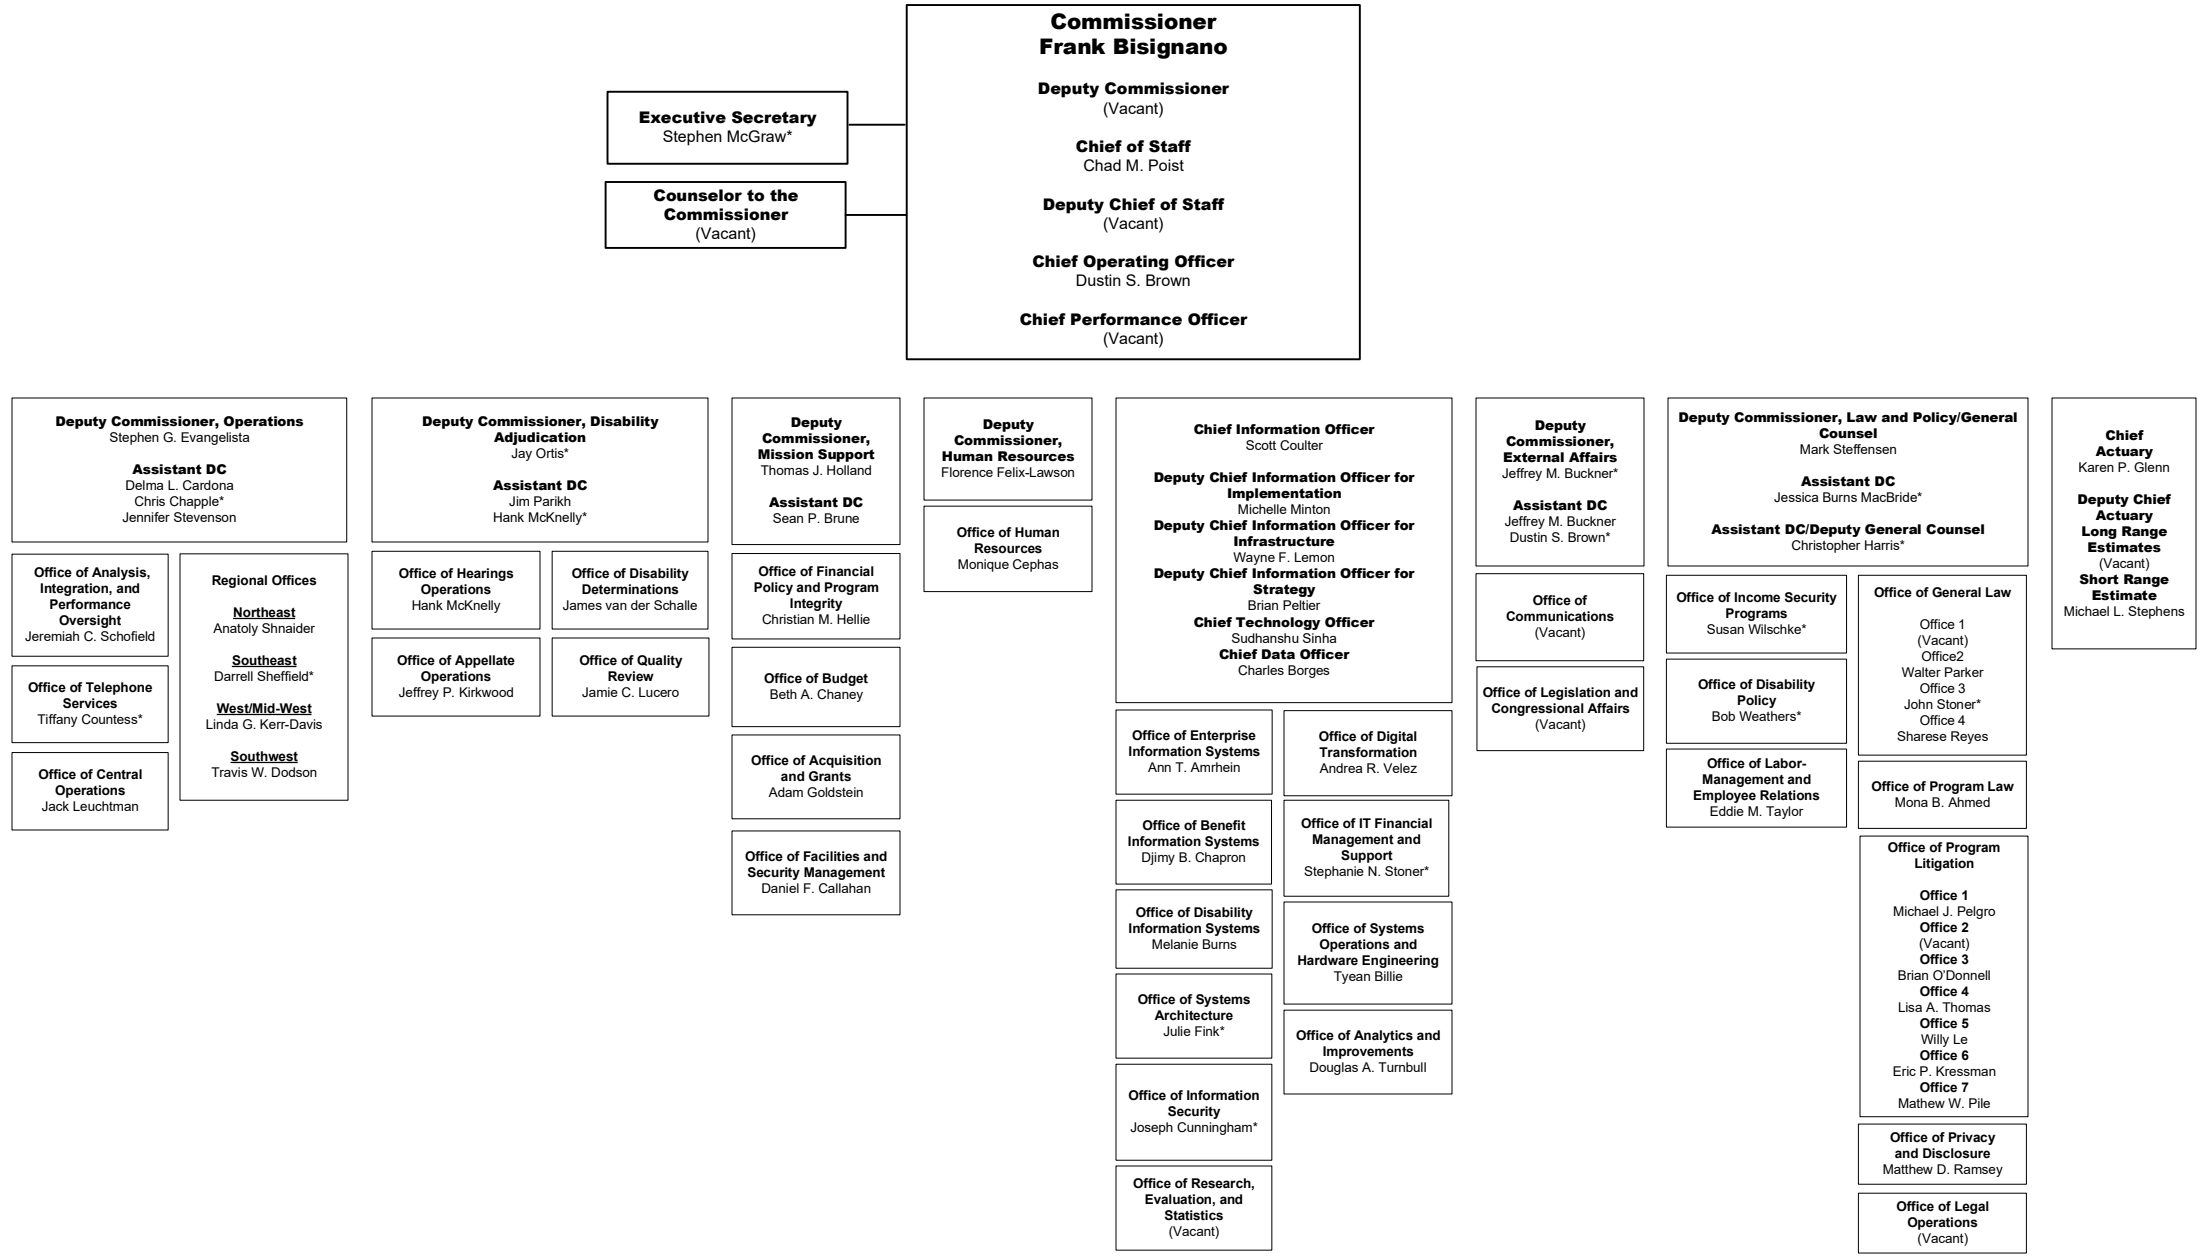 Commissioner
Frank Bisignano
Deputy Commissioner
(Vacant)
Chief of Staff
Chad M. Poist
Deputy Chief of Staff
(Vacant)
Chief Operating Officer
Dustin S. Brown
Chief Performance Officer
(Vacant)
Executive Secretary
Stephen McGraw*
Counselor to the
Commissioner
(Vacant)
Deputy Commissioner, Operations
Stephen G. Evangelista
Assistant DC
Delma L. Cardona
Chris Chapple*
Jennifer Stevenson
Office of Analysis,
Integration, and
Performance
Oversight
Jeremiah C. Schofield
Office of Telephone
Services
Tiffany Countess*
Office of Central
Operations
Jack Leuchtman
Regional Offices
Northeast
Anatoly Shnaider
Southeast
Darrell Sheffield*
West/Mid-West
Linda G. Kerr-Davis
Southwest
Travis W. Dodson
Deputy Commissioner, Disability
Adjudication
Jay Ortis*
Assistant DC
Jim Parikh
Hank McKnelly*
Office of Hearings
Operations
Hank McKnelly
Office of Disability
Determinations
James van der Schalle
Office of Appellate
Operations
Jeffrey P. Kirkwood
Office of Quality
Review
Jamie C. Lucero
Deputy
Commissioner,
Mission Support
Thomas J. Holland
Assistant DC
Sean P. Brune
Office of Financial
Policy and Program
Integrity
Christian M. Hellie
Office of Budget
Beth A. Chaney
Office of Acquisition
and Grants
Adam Goldstein
Office of Facilities and
Security Management
Daniel F. Callahan
Deputy
Commissioner,
Human Resources
Florence Felix-Lawson
Office of Human
Resources
Monique Cephas
Chief Information Officer
Scott Coulter
Deputy Chief Information Officer for
Implementation
Michelle Minton
Deputy Chief Information Officer for
Infrastructure
Wayne F. Lemon
Deputy Chief Information Officer for
Strategy
Brian Peltier
Chief Technology Officer
Sudhanshu Sinha
Chief Data Officer
Charles Borges
Office of Enterprise
Information Systems
Ann T. Amrhein
Office of Benefit
Information Systems
Djimy B. Chapron
Office of Disability
Information Systems
Melanie Burns
Office of Systems
Architecture
Julie Fink*
Office of Information
Security
Joseph Cunningham*
Office of Research,
Evaluation, and
Statistics
(Vacant)
Office of Digital
Transformation
Andrea R. Velez
Office of IT Financial
Management and
Support
Stephanie N. Stoner*
Office of Systems
Operations and
Hardware Engineering
Tyean Billie
Office of Analytics and
Improvements
Douglas A. Turnbull
Deputy
Commissioner,
External Affairs
Jeffrey M. Buckner*
Assistant DC
Jeffrey M. Buckner
Dustin S. Brown*
Office of
Communications
(Vacant)
Office of Legislation and
Congressional Affairs
(Vacant)
Deputy Commissioner, Law and Policy/General
Counsel
Mark Steffensen
Assistant DC
Jessica Burns MacBride*
Assistant DC/Deputy General Counsel
Christopher Harris*
Office of Income Security
Programs
Susan Wilschke*
Office of Disability
Policy
Bob Weathers*
Office of Labor-
Management and
Employee Relations
Eddie M. Taylor
Office of General Law
Office 1
(Vacant)
Office2
Walter Parker
Office 3
John Stoner*
Office 4
Sharese Reyes
Office of Program Law
Mona B. Ahmed
Office of Program
Litigation
Office 1
Michael J. Pelgro
Office 2
(Vacant)
Office 3
Brian O'Donnell
Office 4
Lisa A. Thomas
Office 5
Willy Le
Office 6
Eric P. Kressman
Office 7
Mathew W. Pile
Office of Privacy
and Disclosure
Matthew D. Ramsey
Office of Legal
Operations
(Vacant)
Chief
Actuary
Karen P. Glenn
Deputy Chief
Actuary
Long Range
Estimates
(Vacant)
Short Range
Estimate
Michael L. Stephens